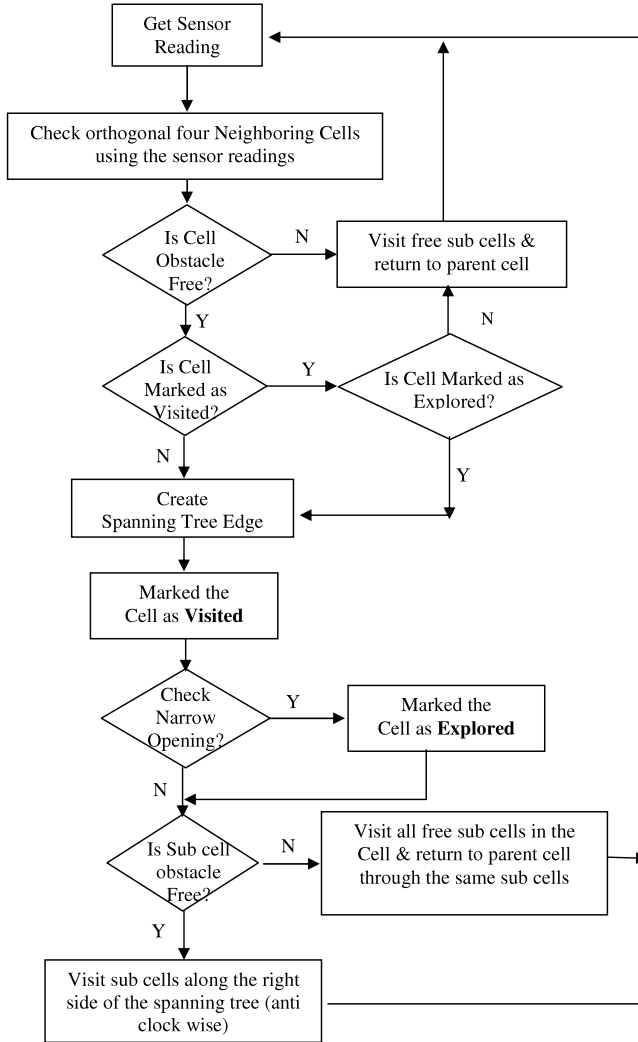 Get Sensor
Reading
Check orthogonal four Neighboring Cells
using the sensor readings
Is Cell
Obstacle
Free?
N
Visit free sub cells &
return to parent cell
Y
N
Is Cell
Marked as
Visited?
Y
Is Cell Marked as
Explored?
N
Y
Create
Spanning Tree Edge
Marked the
Cell as Visited
Check
Narrow
Opening?
Y
Marked the
Cell as Explored
N
Is Sub cell
obstacle
Free?
N
Visit all free sub cells in the
Cell & return to parent cell
through the same sub cells
Y
Visit sub cells along the right
side of the spanning tree (anti
clock wise)